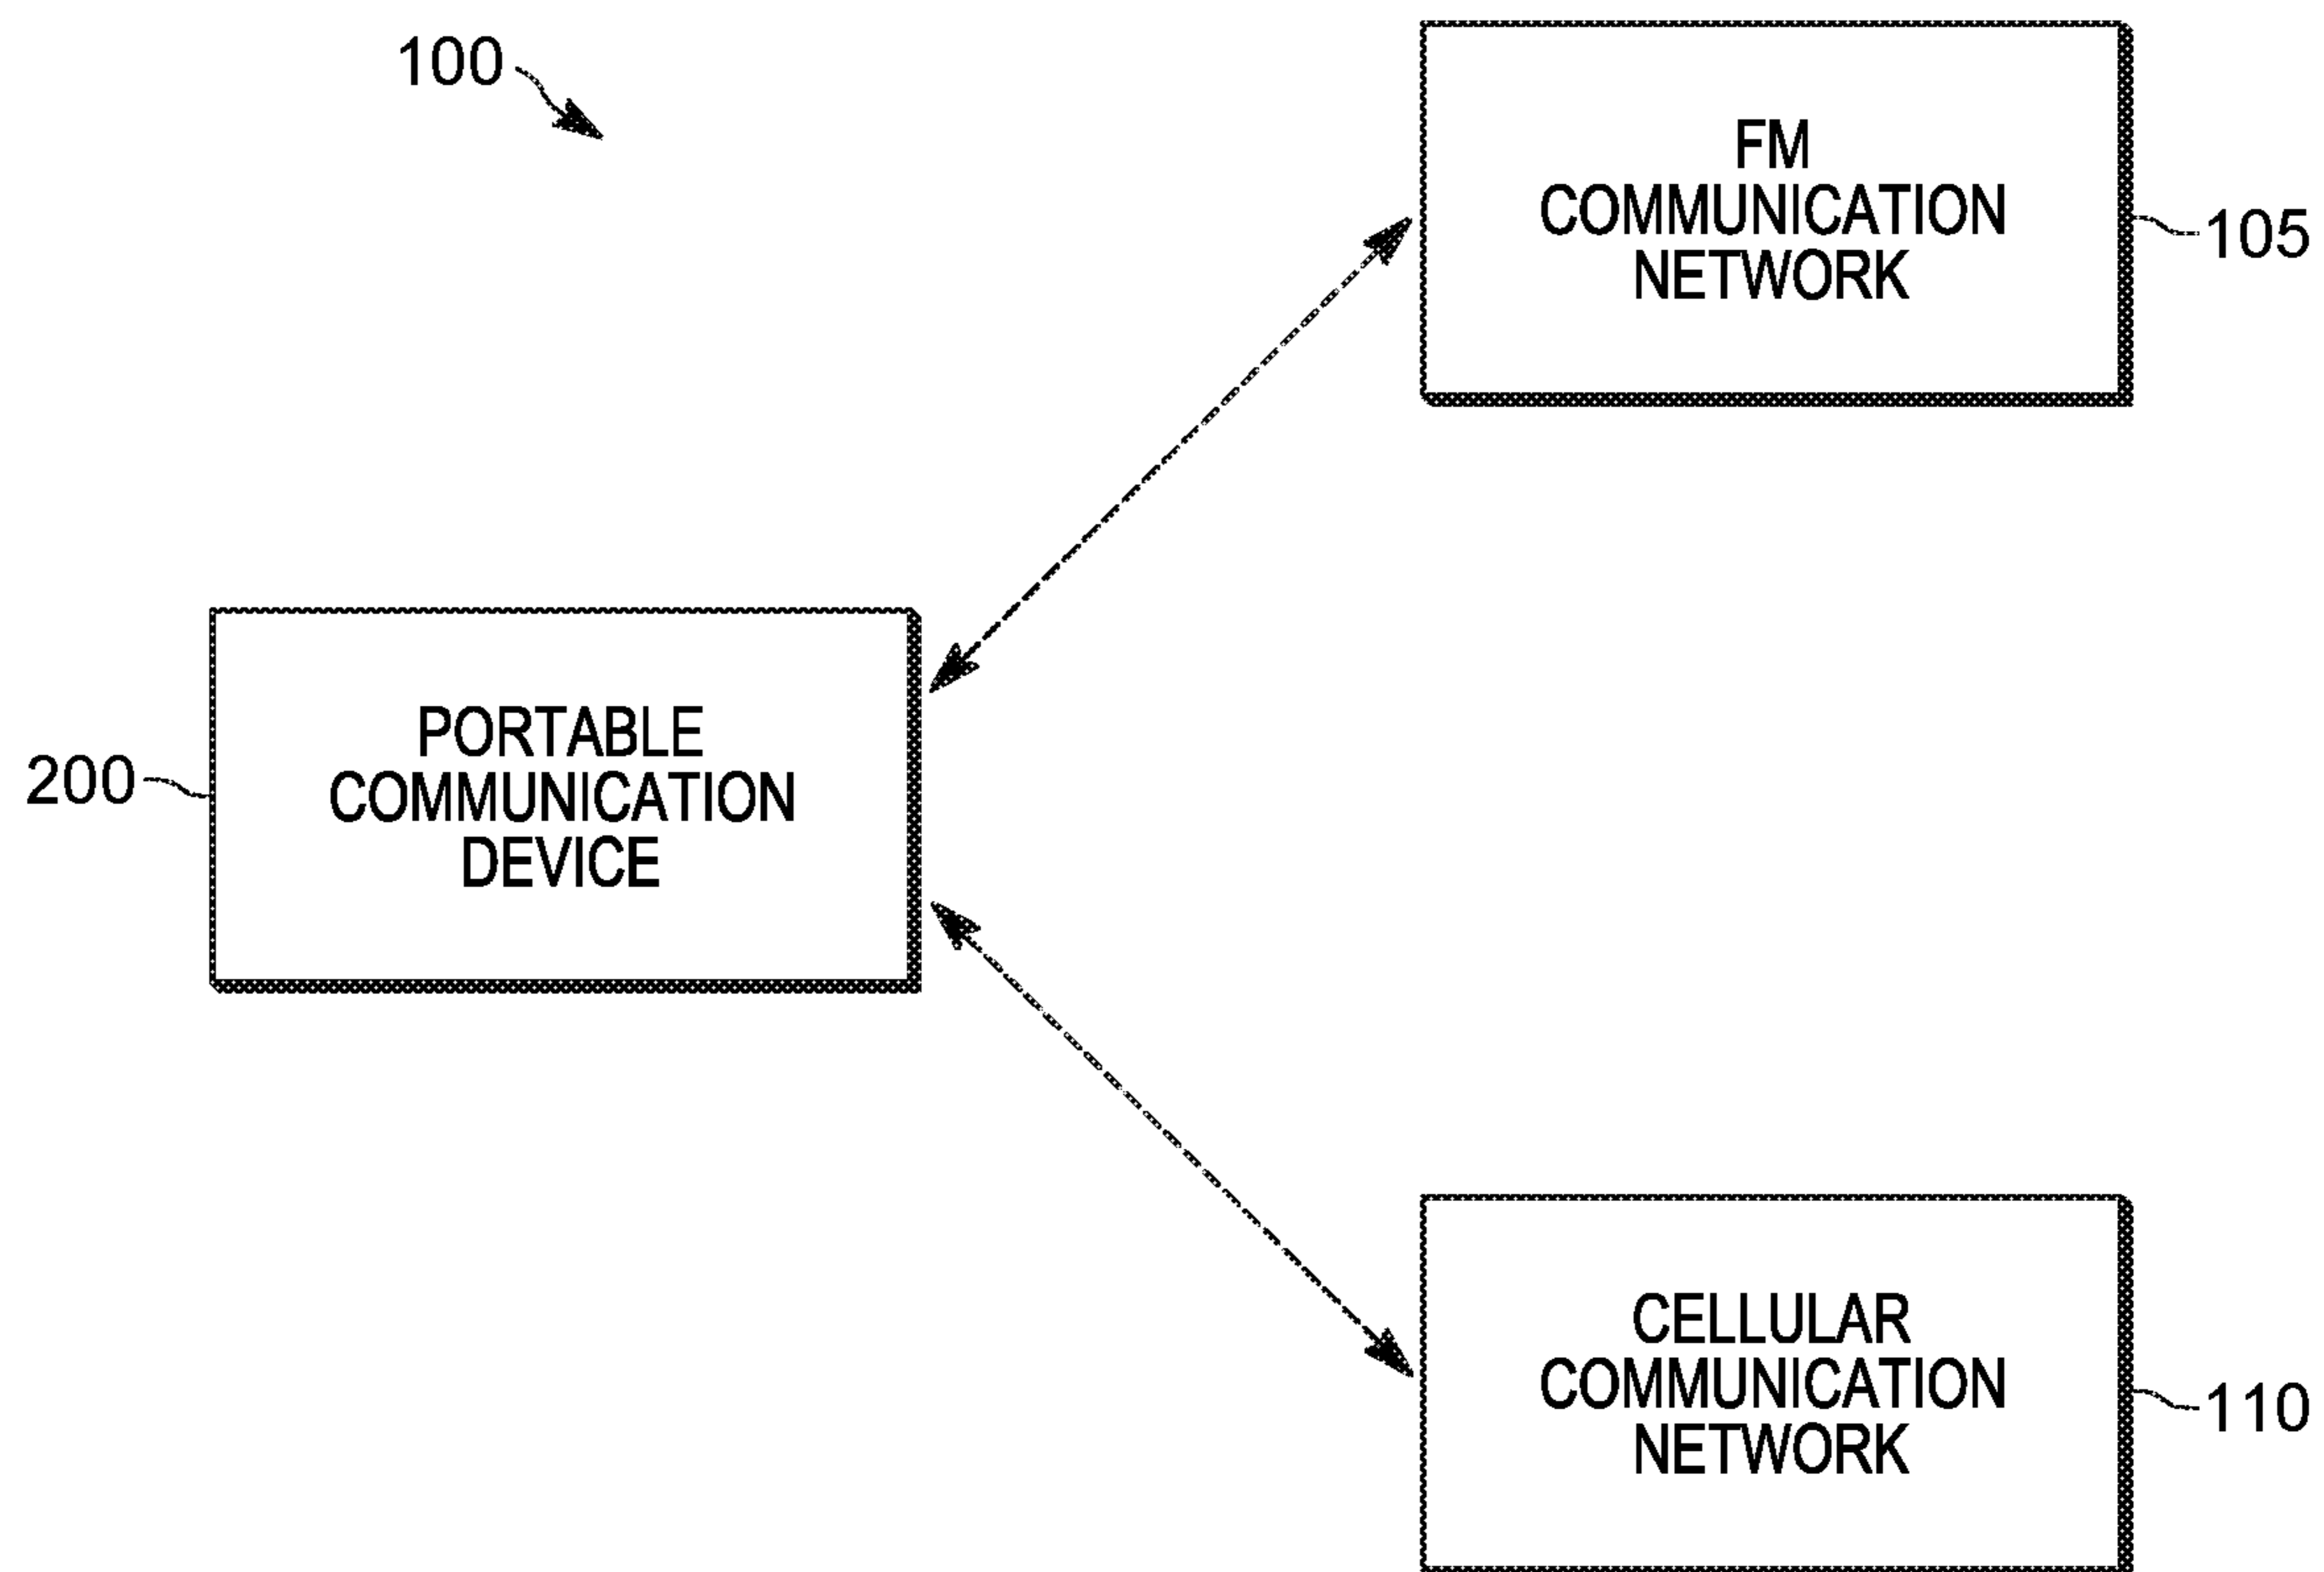 100
FM
COMMUNICATION
NETWORK
105
PORTABLE
COMMUNICATION
DEVICE
200
CELLULAR
COMMUNICATION
NETWORK
110